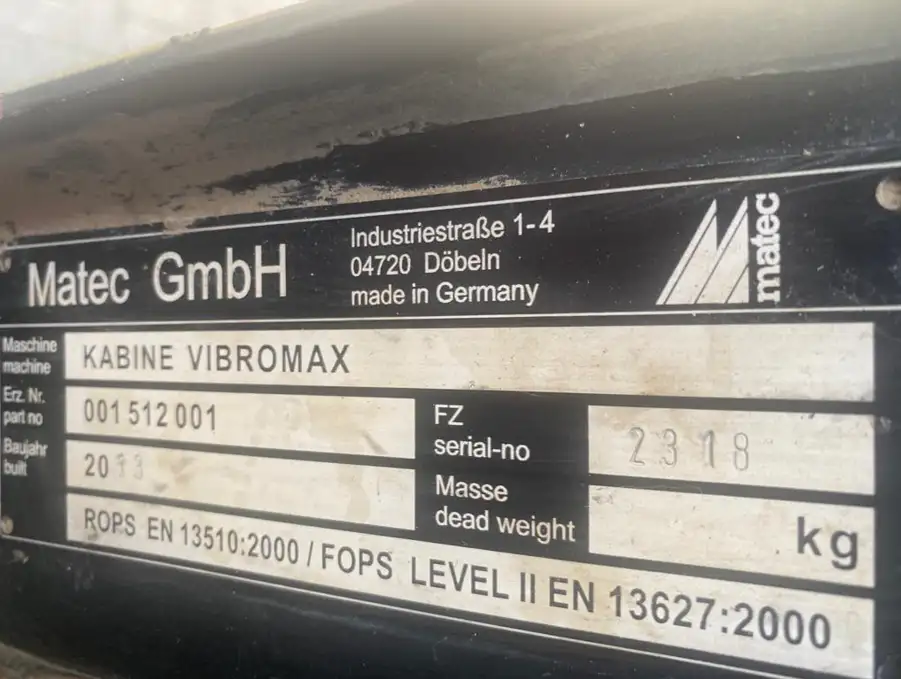 Matec GmbH
Industriestraße 1-4
04720 Döbeln
made in Germany
matec
Maschine
machine
KABINE VIBROMAX
Erz. Nr.
part no
001 512 001
FZ
serial-no
2318
Baujahr
built
2013
Masse
dead weight
kg
ROPS EN 13510:2000 / FOPS LEVEL II EN 13627:2000